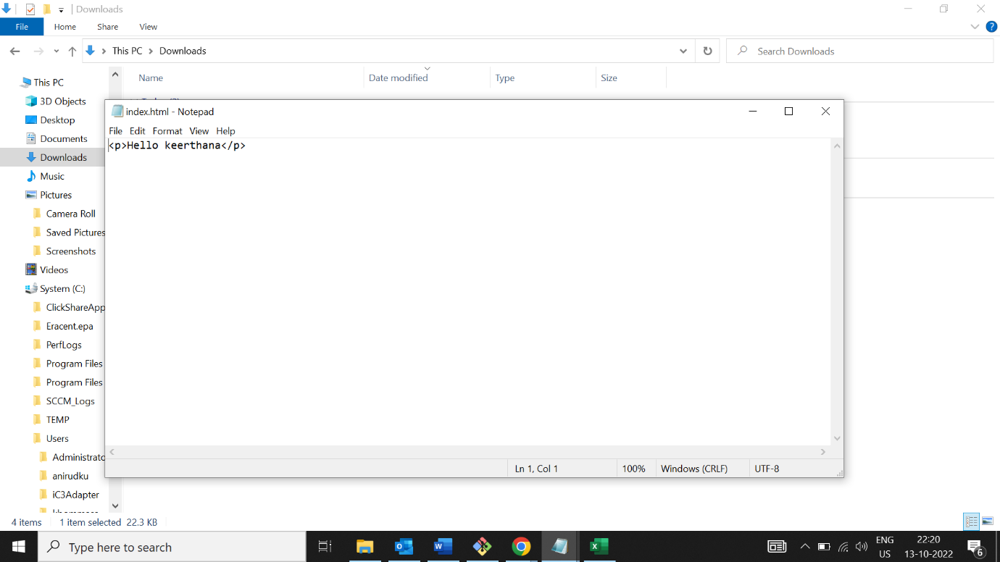 Downloads
File Home Share View
This PC Downloads Search Downloads
Name Date modified Type Size
This PC
3D Objects
Desktop
Documents
Downloads
Music
Pictures
Camera Roll
Saved Pictures
Screenshots
Videos
System (C:)
ClickShareApp
Eracent.epa
PerfLogs
Program Files
Program Files
SCCM_Logs
TEMP
Users
Administrato
anirudku
iC3Adapter
index.html - Notepad
File Edit Format View Help
<p>Hello keerthana</p>
Ln 1, Col 1 100% Windows (CRLF) UTF-8
4 items 1 item selected 22.3 KB
Type here to search
ENG
US
22:20
13-10-2022
6